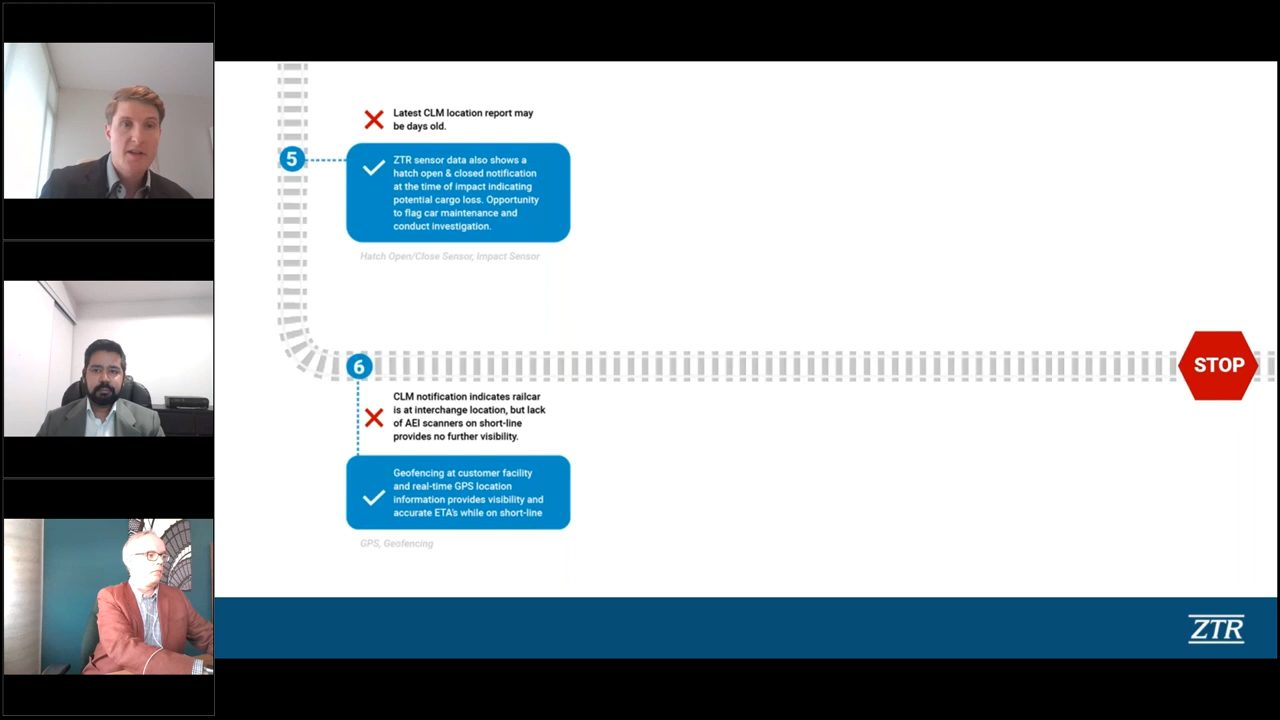 Latest CLM location report may
be days old.
5
ZTR sensor data also shows a
hatch open & closed notification
at the time of impact indicating
potential cargo loss. Opportunity
to flag car maintenance and
conduct investigation.
Hatch Open/Close Sensor, Impact Sensor
6
STOP
CLM notification indicates railcar
is at interchange location, but lack
of AEI scanners on short-line
provides no further visibility.
Geofencing at customer facility
and real-time GPS location
information provides visibility and
accurate ETA's while on short-line
GPS, Geofencing
ZTR